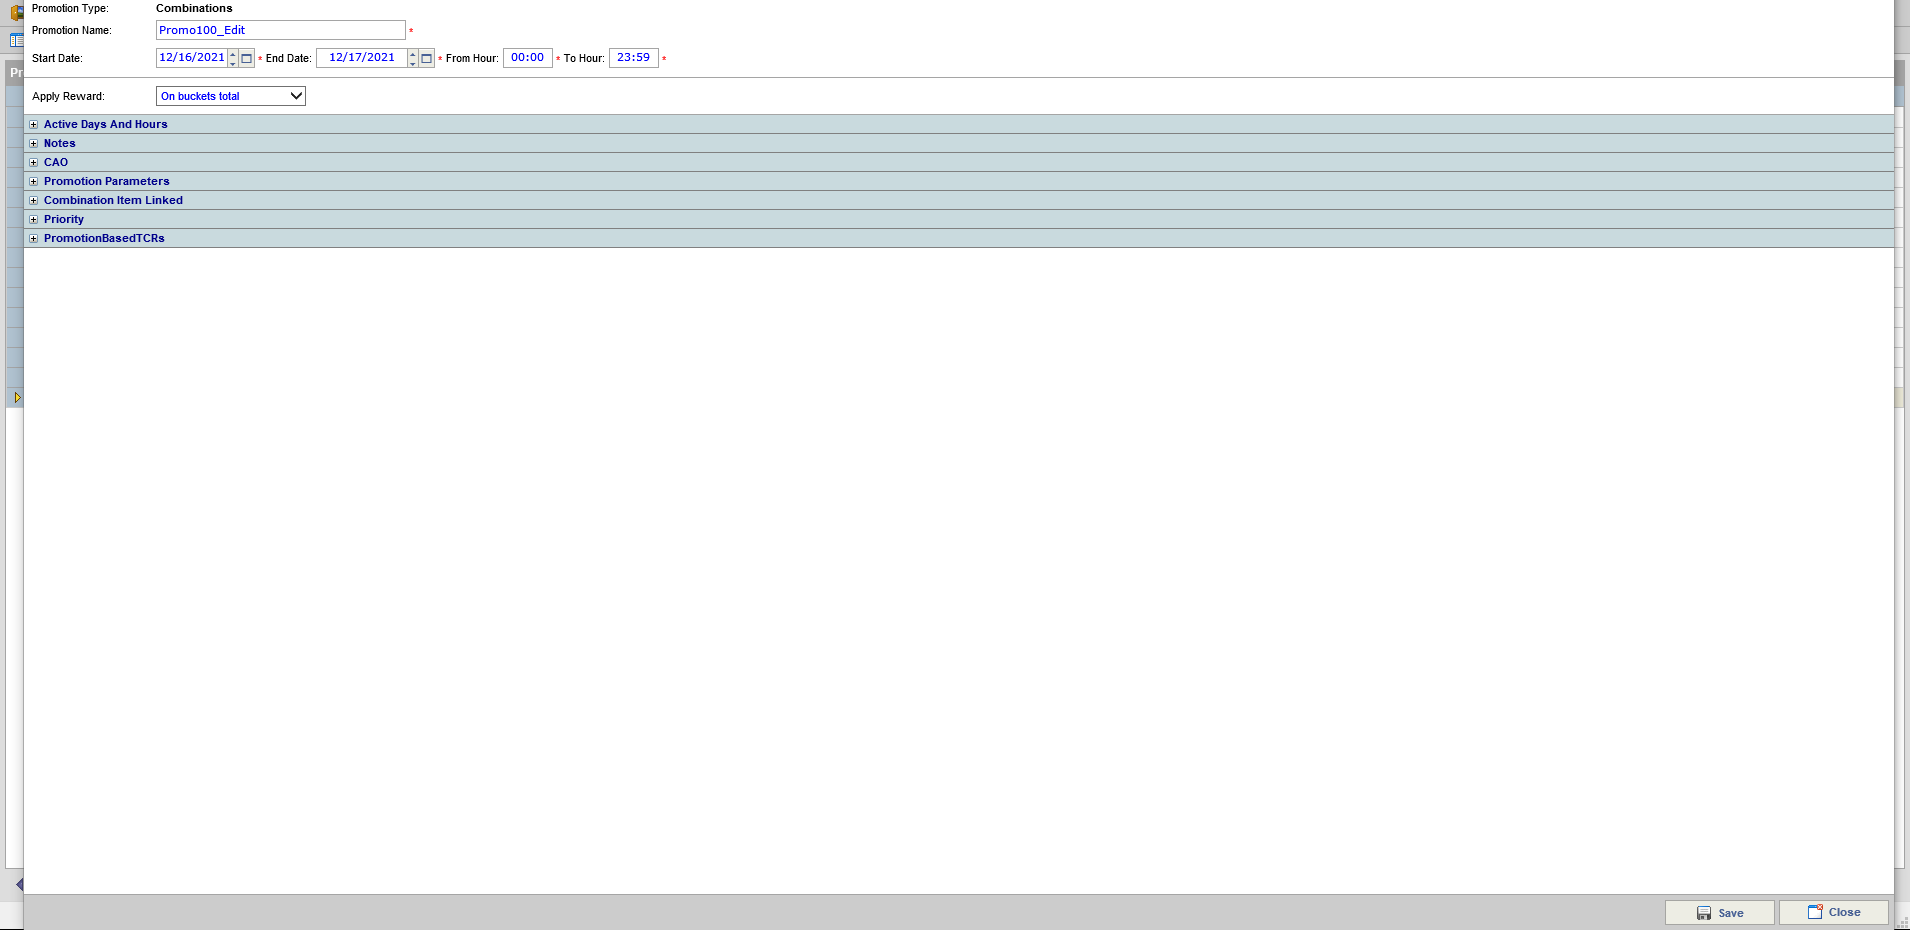 Promotion Type: Combinations
Promotion Name: Promo100_Edit *
Start Date: 12/16/2021 * End Date: 12/17/2021 * From Hour: 00:00 * To Hour: 23:59 *
Pr
Apply Reward: On buckets total
Active Days And Hours
Notes
CAO
Promotion Parameters
Combination Item Linked
Priority
PromotionBasedTCRs
Save Close